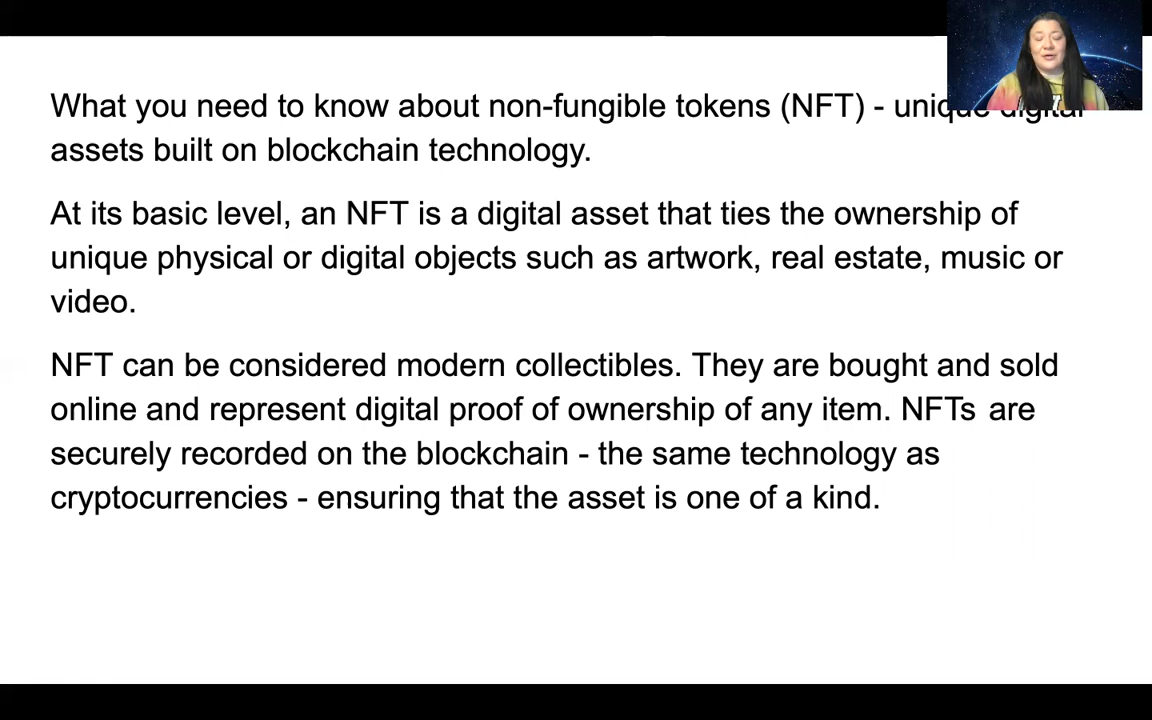 What you need to know about non-fungible tokens (NFT) - unique digital
assets built on blockchain technology.
At its basic level, an NFT is a digital asset that ties the ownership of
unique physical or digital objects such as artwork, real estate, music or
video.
NFT can be considered modern collectibles. They are bought and sold
online and represent digital proof of ownership of any item. NFTs are
securely recorded on the blockchain - the same technology as
cryptocurrencies - ensuring that the asset is one of a kind.